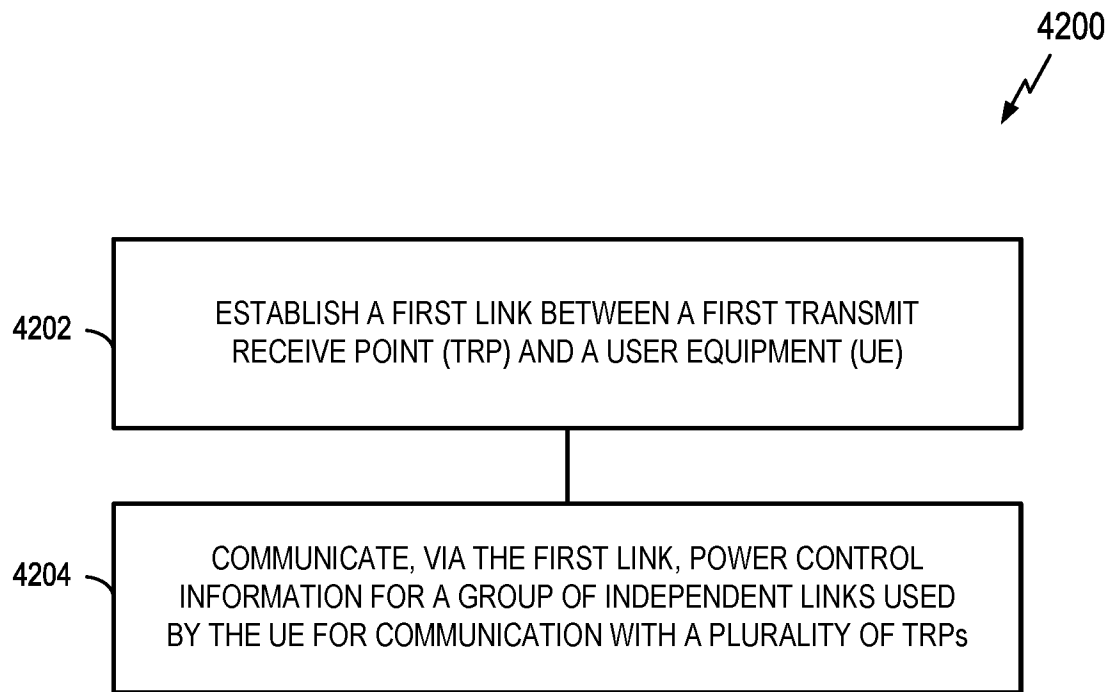 4200
4202
ESTABLISH A FIRST LINK BETWEEN A FIRST TRANSMIT
RECEIVE POINT (TRP) AND A USER EQUIPMENT (UE)
4204
COMMUNICATE, VIA THE FIRST LINK, POWER CONTROL
INFORMATION FOR A GROUP OF INDEPENDENT LINKS USED
BY THE UE FOR COMMUNICATION WITH A PLURALITY OF TRPs